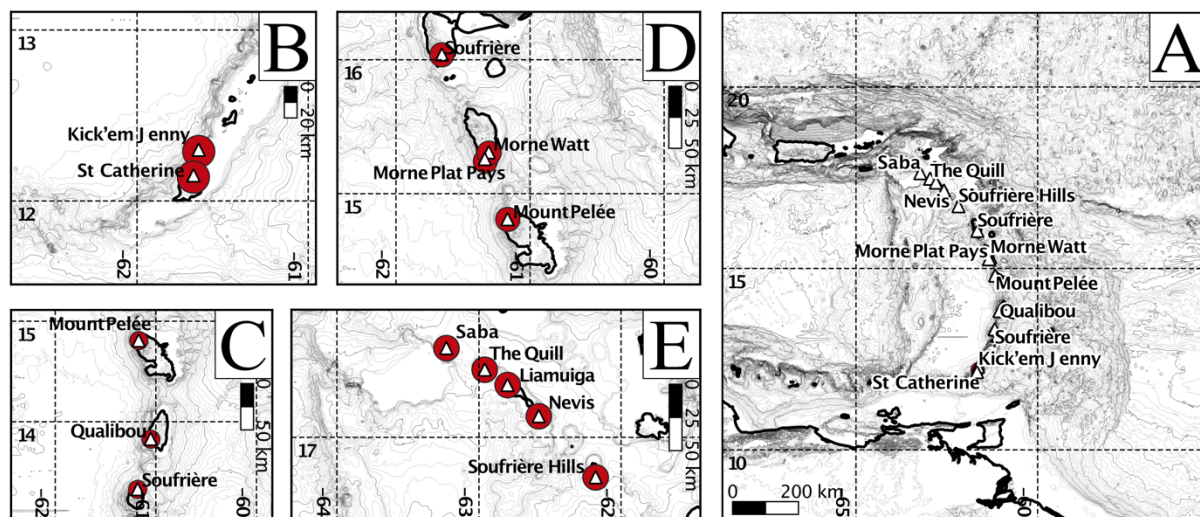 B
13
Kick'em Jenny
St Catherine
12
62
61
0
20 km
D
Soufrière
16
Morne Watt
Morne Plat Pays
15
Mount Pelée
62
61
60
0
25
50 km
A
20
Saba
The Quill
Nevis
Soufrière Hills
Soufrière
Morne Plat Pays
Morne Watt
15
Mount Pelée
Qualibou
Soufrière
Kick'em Jenny
St Catherine
10
65
60
0
200 km
C
15
Mount Pelée
14
Qualibou
Soufrière
62
61
60
0
50 km
E
Saba
The Quill
Liamuiga
Nevis
17
Soufrière Hills
64
63
62
0
25
50 km